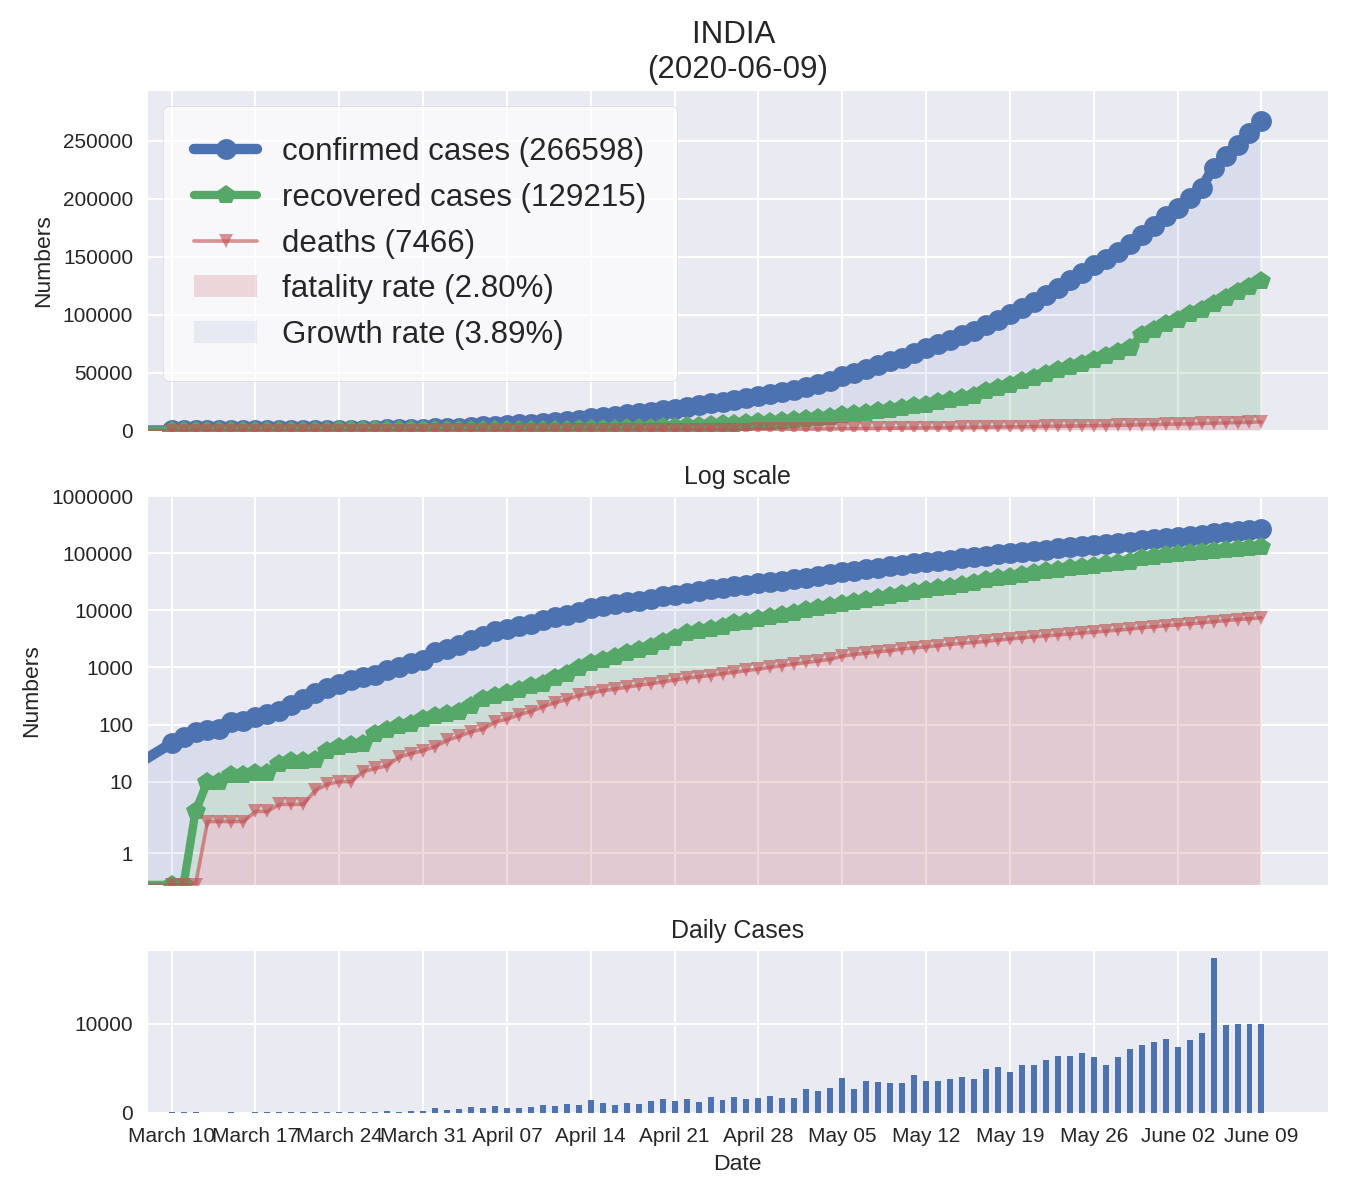 INDIA
(2020-06-09)
Numbers
250000
200000
150000
100000
50000
0
confirmed cases (266598)
recovered cases (129215)
deaths (7466)
fatality rate (2.80%)
Growth rate (3.89%)
Log scale
Numbers
1000000
100000
10000
1000
100
10
1
Daily Cases
10000
0
March 10 March 17 March 24 March 31 April 07 April 14 April 21 April 28 May 05 May 12 May 19 May 26 June 02 June 09
Date